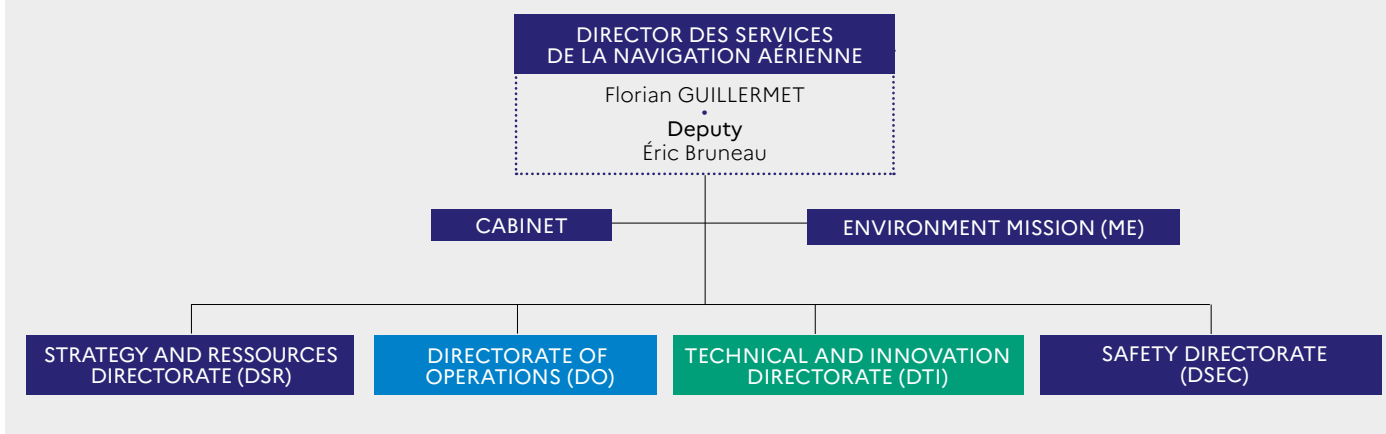 DIRECTOR DES SERVICES
DE LA NAVIGATION AÉRIENNE
Florian GUILLERMET
•
Deputy
Éric Bruneau
CABINET
ENVIRONMENT MISSION (ME)
STRATEGY AND RESSOURCES
DIRECTORATE (DSR)
DIRECTORATE OF
OPERATIONS (DO)
TECHNICAL AND INNOVATION
DIRECTORATE (DTI)
SAFETY DIRECTORATE
(DSEC)